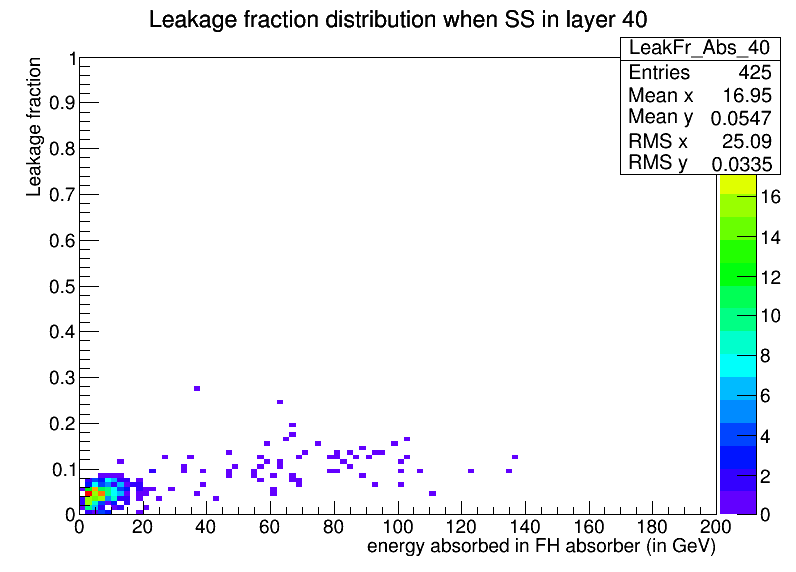 Leakage fraction distribution when SS in layer 40
LeakFr_Abs_40
Entries 425
Mean x 16.95
Mean y 0.0547
RMS x 25.09
RMS y 0.0335
Leakage fraction
1
0.9
0.8
0.7
0.6
0.5
0.4
0.3
0.2
0.1
0
16
14
12
10
8
6
4
2
0
0 20 40 60 80 100 120 140 160 180 200
energy absorbed in FH absorber (in GeV)